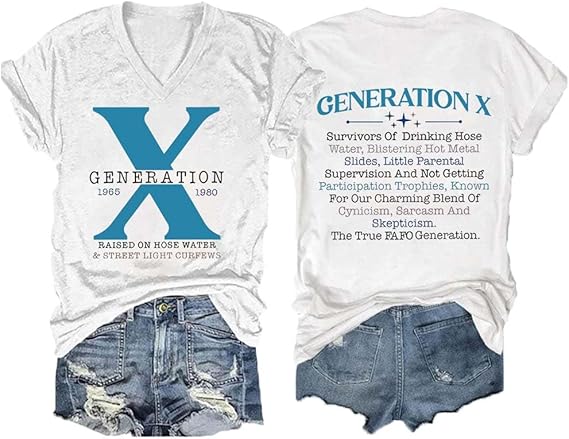 X
GENERATION
1965 1980
RAISED ON HOSE WATER
& STREET LIGHT CURFEWS
GENERATION X
Survivors Of Drinking Hose
Water, Blistering Hot Metal
Slides, Little Parental
Supervision And Not Getting
Participation Trophies, Known
For Our Charming Blend Of
Cynicism, Sarcasm And
Skepticism.
The True FAFO Generation.